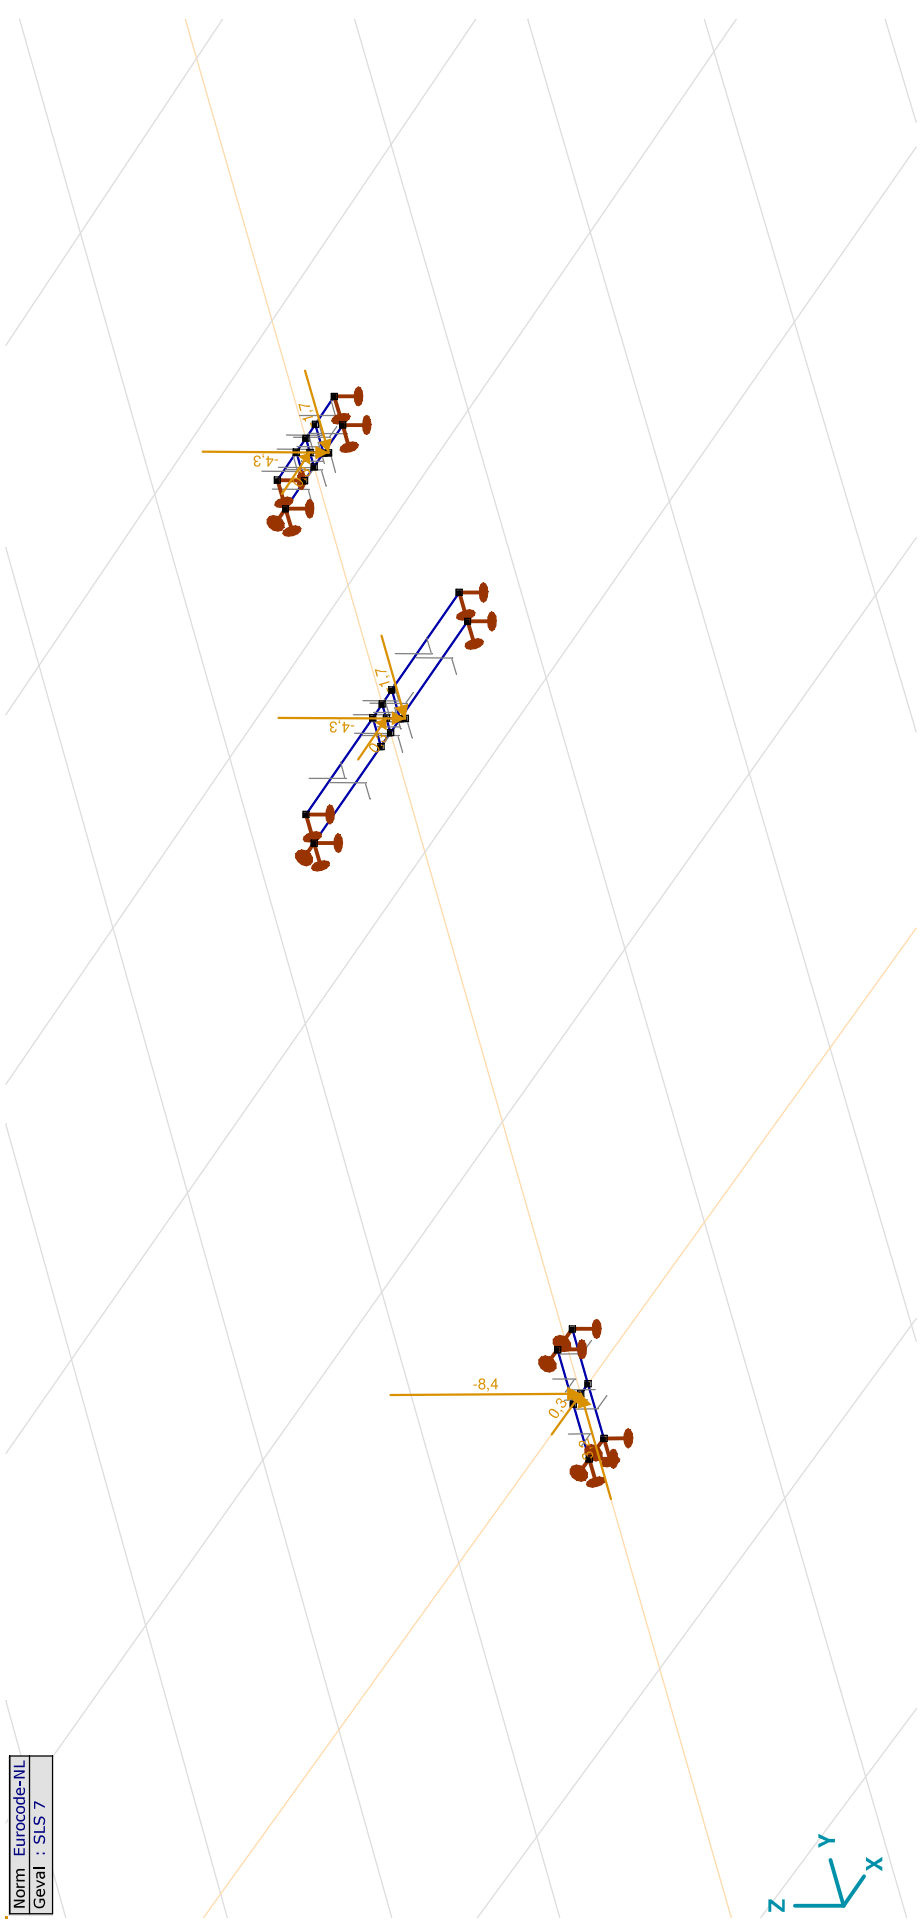 1,7
-4,3
1,7
-4,3
-8,4
0,3
Norm Eurocode-NL
Geval : SLS 7
Y
X
Z